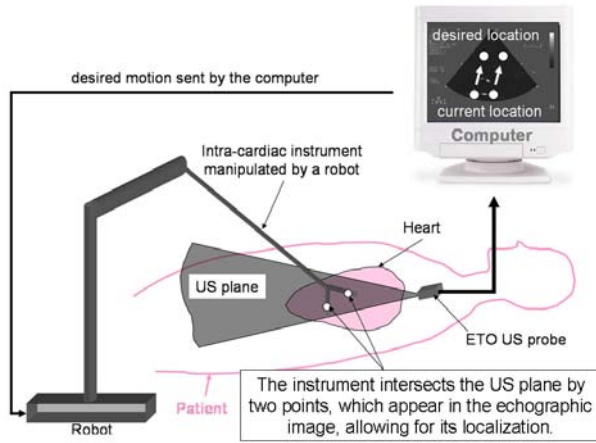 desired location
current location
Computer
desired motion sent by the computer
Intra-cardiac instrument
manipulated by a robot
Heart
US plane
ETO US probe
The instrument intersects the US plane by
two points, which appear in the echographic
image, allowing for its localization.
Patient
Robot